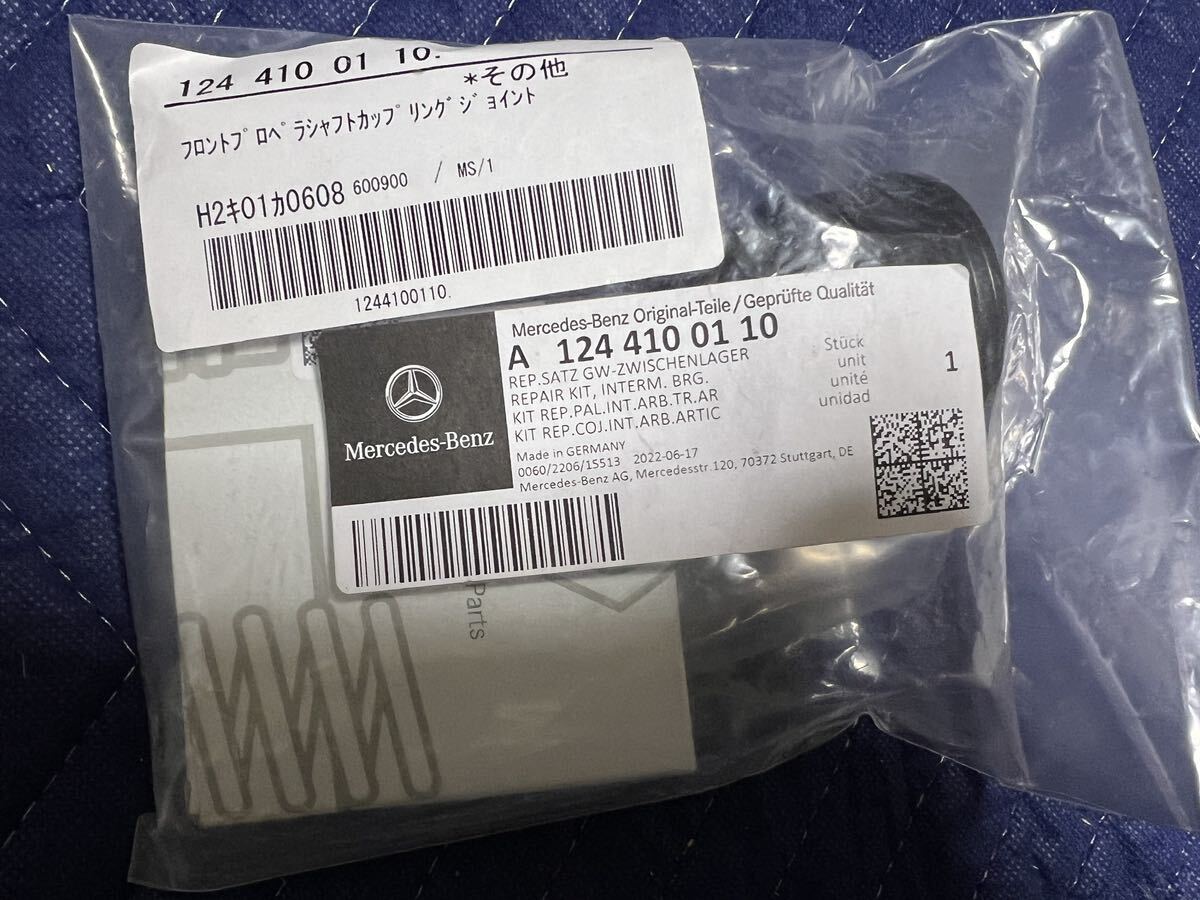 124 410 01 10.
*その他
フロントプロペラシャフトカップリングジョイント
H2キ01カ0608 600900 / MS/1
1244100110.
Mercedes-Benz Original-Teile/Geprüfte Qualität
A 124 410 01 10
REP.SATZ GW-ZWISCHENLAGER
REPAIR KIT, INTERM. BRG.
KIT REP.PAL.INT.ARB.TR.AR
KIT REP.COJ.INT.ARB.ARTIC
Stück
unit
unité
unidad
1
Made in GERMANY
0060/2206/15513 2022-06-17
Mercedes-Benz AG, Mercedesstr.120, 70372 Stuttgart, DE
Mercedes-Benz
Parts